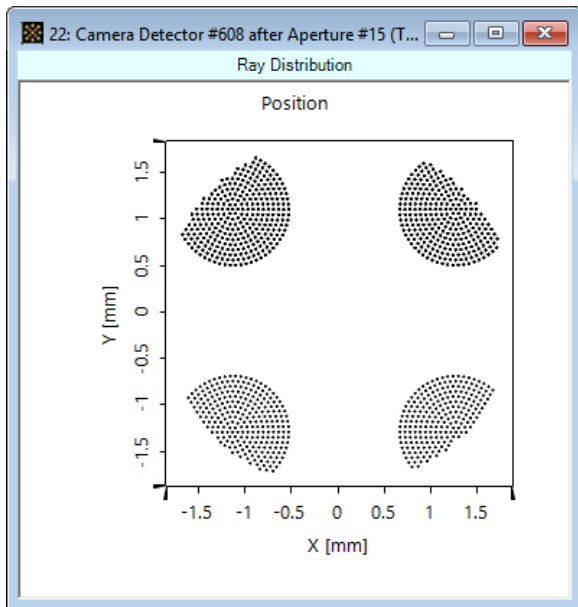 22: Camera Detector #608 after Aperture #15 (T...
Ray Distribution
Position
Y [mm]
1.5
1
0.5
0
-0.5
-1
-1.5
-1.5 -1 -0.5 0 0.5 1 1.5
X [mm]